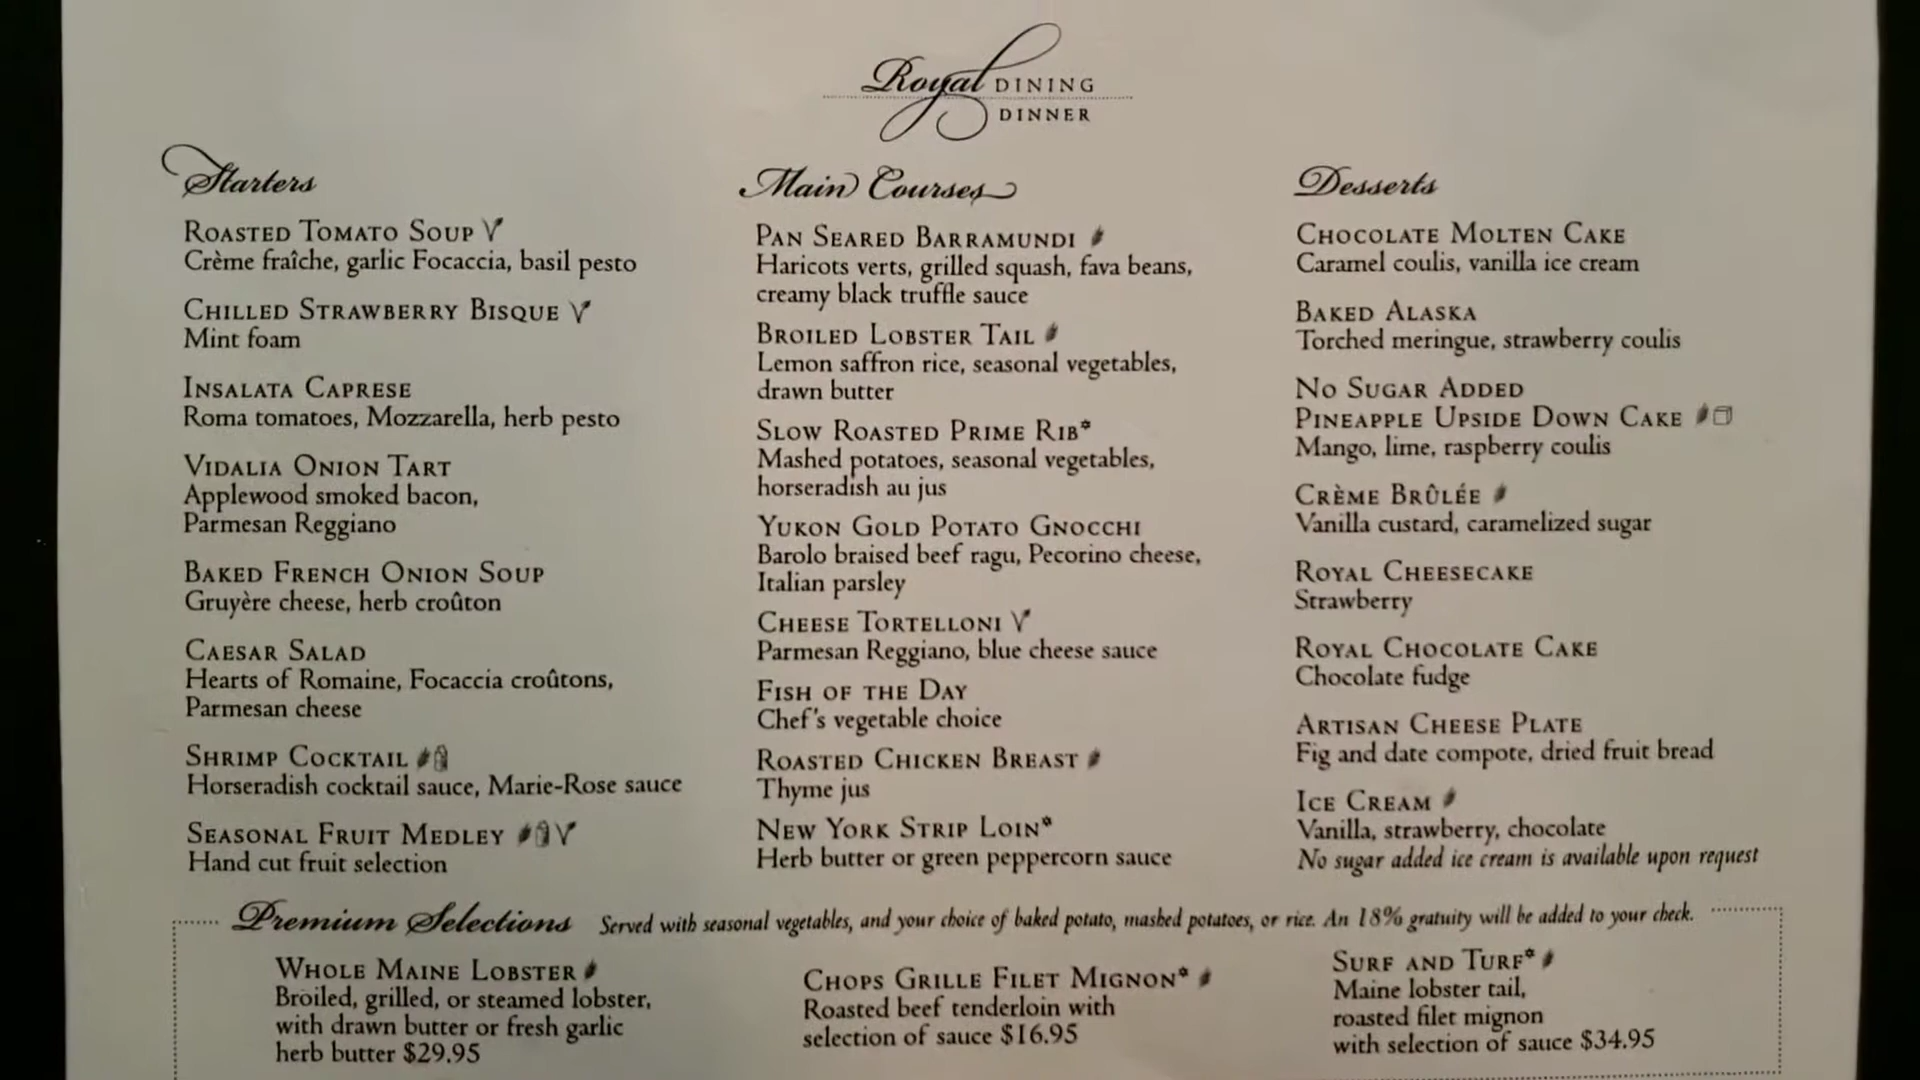 Royal DINING
DINNER
Starters
ROASTED TOMATO SOUP
Crème fraîche, garlic Focaccia, basil pesto
CHILLED STRAWBERRY BISQUE
Mint foam
INSALATA CAPRESE
Roma tomatoes, Mozzarella, herb pesto
VIDALIA ONION TART
Applewood smoked bacon,
Parmesan Reggiano
BAKED FRENCH ONION SOUP
Gruyère cheese, herb croûton
CAESAR SALAD
Hearts of Romaine, Focaccia croûtons,
Parmesan cheese
SHRIMP COCKTAIL
Horseradish cocktail sauce, Marie-Rose sauce
SEASONAL FRUIT MEDLEY
Hand cut fruit selection
Main Courses
PAN SEARED BARRAMUNDI
Haricots verts, grilled squash, fava beans,
creamy black truffle sauce
BROILED LOBSTER TAIL
Lemon saffron rice, seasonal vegetables,
drawn butter
SLOW ROASTED PRIME RIB*
Mashed potatoes, seasonal vegetables,
horseradish au jus
YUKON GOLD POTATO GNOCCHI
Barolo braised beef ragu, Pecorino cheese,
Italian parsley
CHEESE TORTELLONI
Parmesan Reggiano, blue cheese sauce
FISH OF THE DAY
Chef's vegetable choice
ROASTED CHICKEN BREAST
Thyme jus
NEW YORK STRIP LOIN*
Herb butter or green peppercorn sauce
Desserts
CHOCOLATE MOLTEN CAKE
Caramel coulis, vanilla ice cream
BAKED ALASKA
Torched meringue, strawberry coulis
NO SUGAR ADDED
PINEAPPLE UPSIDE DOWN CAKE
Mango, lime, raspberry coulis
CRÈME BRÛLÉE
Vanilla custard, caramelized sugar
ROYAL CHEESECAKE
Strawberry
ROYAL CHOCOLATE CAKE
Chocolate fudge
ARTISAN CHEESE PLATE
Fig and date compote, dried fruit bread
ICE CREAM
Vanilla, strawberry, chocolate
No sugar added ice cream is available upon request
Premium Selections Served with seasonal vegetables, and your choice of baked potato, mashed potatoes, or rice. An 18% gratuity will be added to your check.
WHOLE MAINE LOBSTER
Broiled, grilled, or steamed lobster,
with drawn butter or fresh garlic
herb butter $29.95
CHOPS GRILLE FILET MIGNON*
Roasted beef tenderloin with
selection of sauce $16.95
SURF AND TURF*
Maine lobster tail,
roasted filet mignon
with selection of sauce $34.95